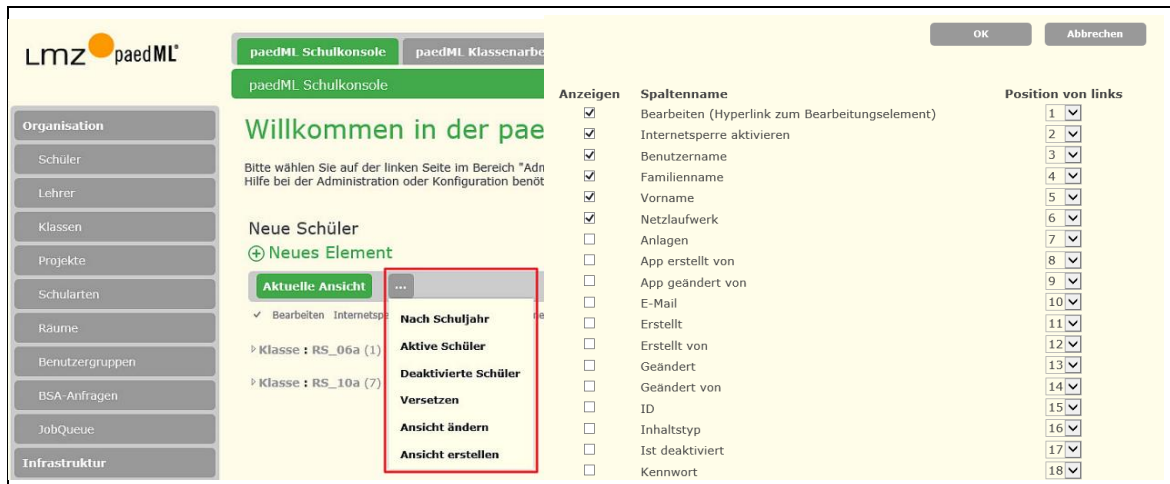 LMZ paedML®
paedML Schulkonsole
paedML Klassenarbe
paedML Schulkonsole
Organisation
Schüler
Lehrer
Klassen
Projekte
Schularten
Räume
Benutzergruppen
BSA-Anfragen
JobQueue
Infrastruktur
Willkommen in der pae
Bitte wählen Sie auf der linken Seite im Bereich "Adm
Hilfe bei der Administration oder Konfiguration benöt
Neue Schüler
Neues Element
Aktuelle Ansicht ...
Bearbeiten Internetspe
Klasse : RS_06a (1)
Klasse : RS_10a (7)
Nach Schuljahr
Aktive Schüler
Deaktivierte Schüler
Versetzen
Ansicht ändern
Ansicht erstellen
OK Abbrechen
Anzeigen Spaltenname Position von links
Bearbeiten (Hyperlink zum Bearbeitungselement) 1
Internetsperre aktivieren 2
Benutzername 3
Familienname 4
Vorname 5
Netzlaufwerk 6
Anlagen 7
App erstellt von 8
App geändert von 9
E-Mail 10
Erstellt 11
Erstellt von 12
Geändert 13
Geändert von 14
ID 15
Inhaltstyp 16
Ist deaktiviert 17
Kennwort 18